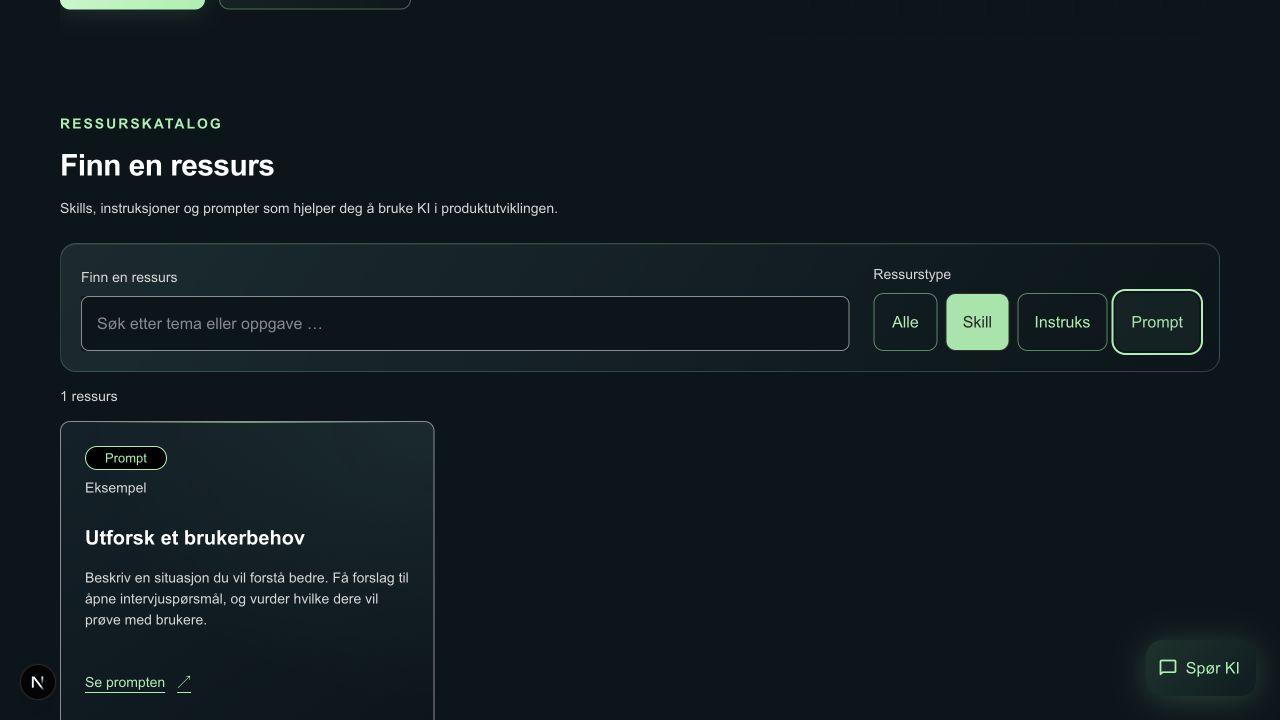 RESSURSKATALOG
Finn en ressurs
Skills, instruksjoner og prompter som hjelper deg å bruke KI i produktutviklingen.
Finn en ressurs
Søk etter tema eller oppgave …
Ressurstype
Alle
Skill
Instruks
Prompt
1 ressurs
Prompt
Eksempel
Utforsk et brukerbehov
Beskriv en situasjon du vil forstå bedre. Få forslag til
åpne intervjuspørsmål, og vurder hvilke dere vil
prøve med brukere.
Se prompten
N
Spør KI